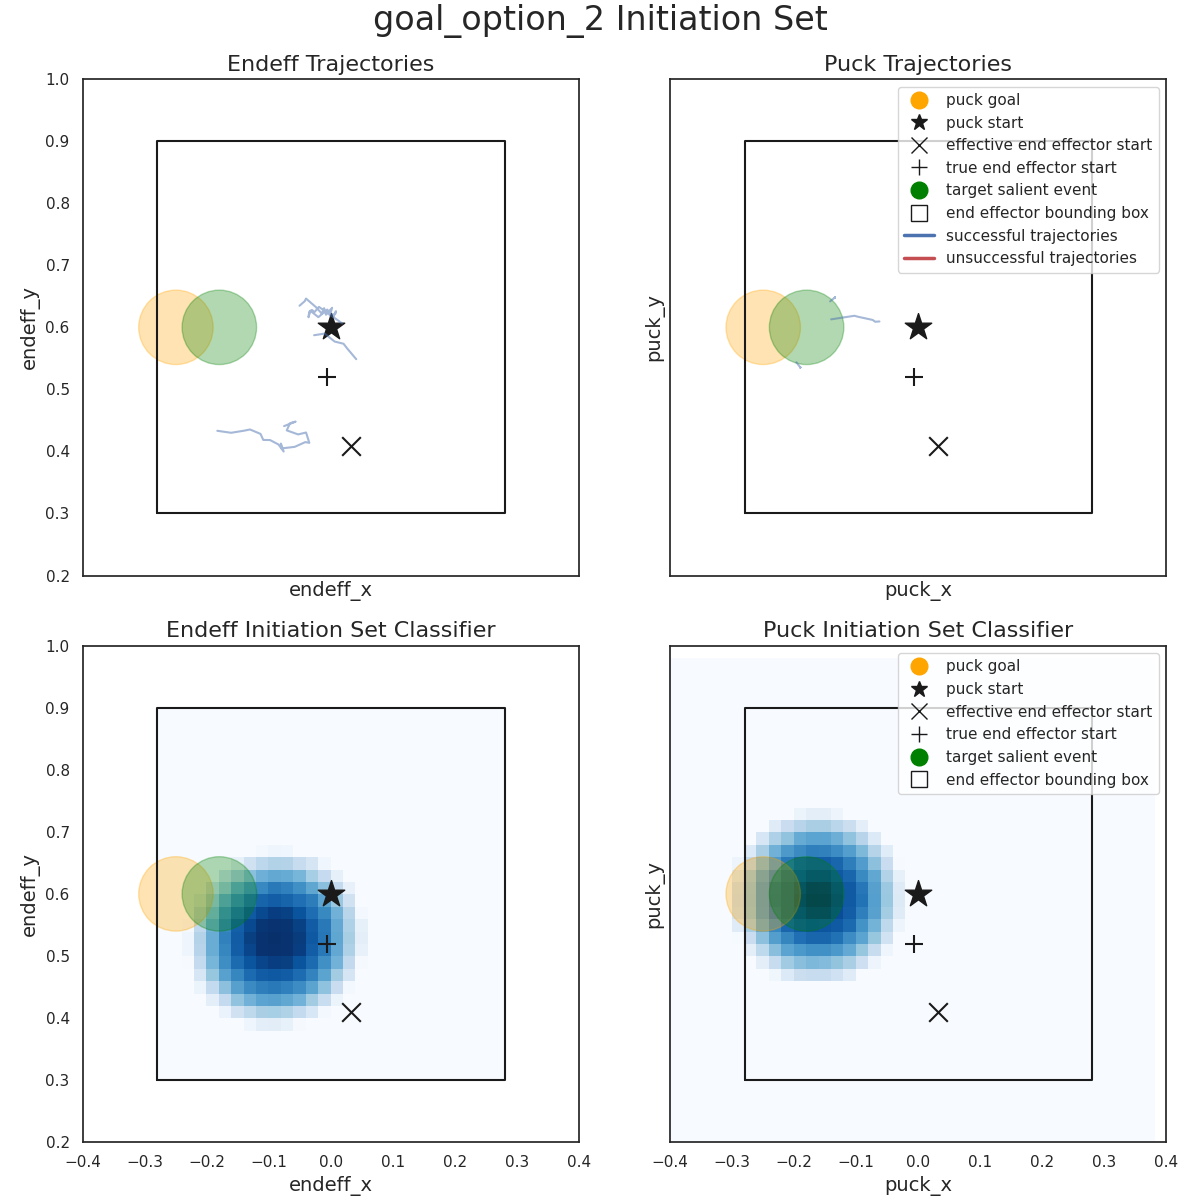 goal_option_2 Initiation Set
Endeff Trajectories
1.0
0.9
0.8
0.7
0.6
0.5
0.4
0.3
0.2
endeff_y
endeff_x
Puck Trajectories
puck goal
puck start
effective end effector start
true end effector start
target salient event
end effector bounding box
successful trajectories
unsuccessful trajectories
puck_y
puck_x
Endeff Initiation Set Classifier
1.0
0.9
0.8
0.7
0.6
0.5
0.4
0.3
0.2
endeff_y
−0.4 −0.3 −0.2 −0.1 0.0 0.1 0.2 0.3 0.4
endeff_x
Puck Initiation Set Classifier
puck goal
puck start
effective end effector start
true end effector start
target salient event
end effector bounding box
puck_y
−0.4 −0.3 −0.2 −0.1 0.0 0.1 0.2 0.3 0.4
puck_x